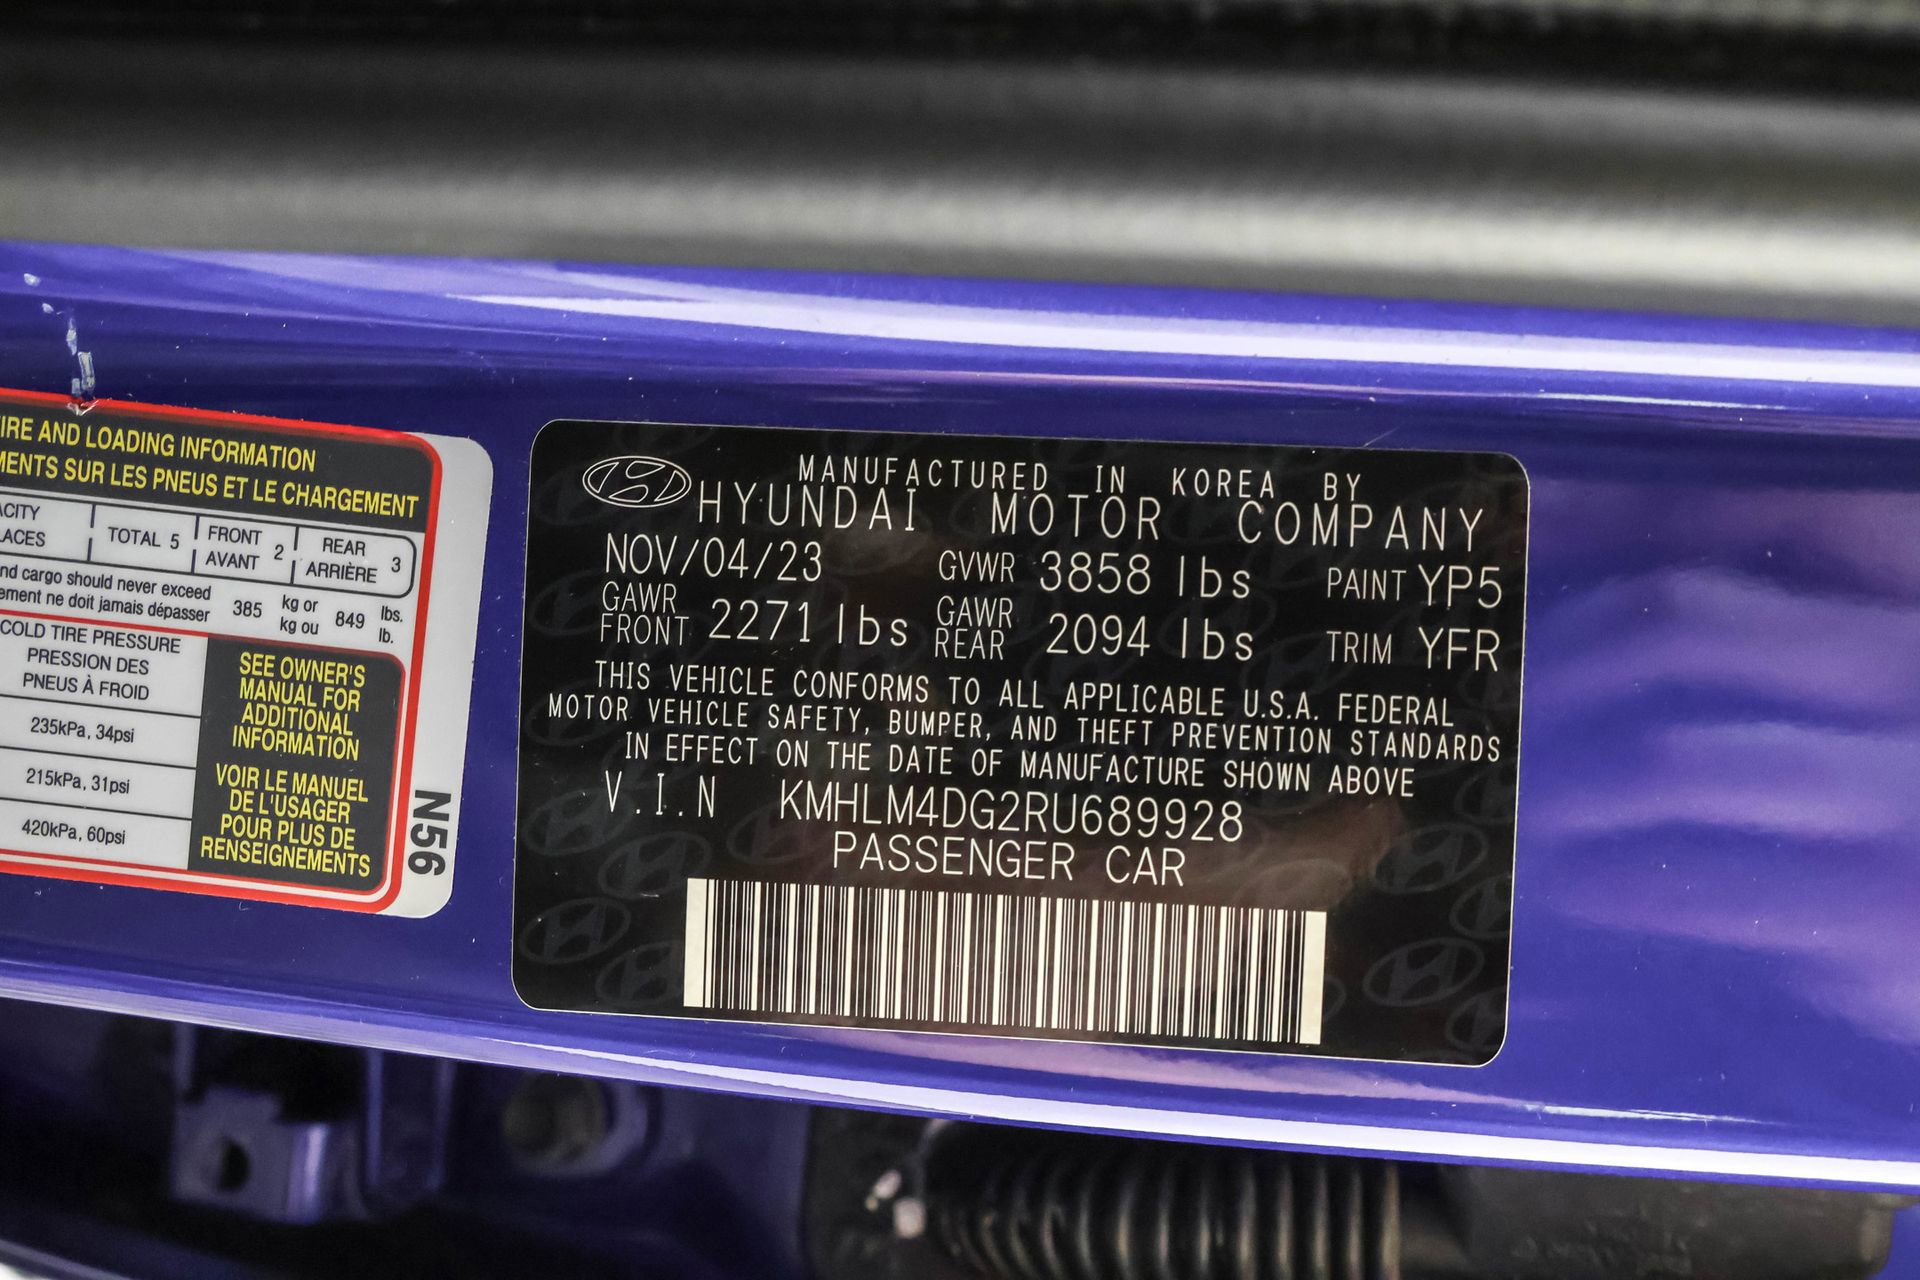 IRE AND LOADING INFORMATION
MENTS SUR LES PNEUS ET LE CHARGEMENT
ACITY
LACES
TOTAL 5
FRONT
AVANT 2
REAR
ARRIÈRE 3
nd cargo should never exceed
ement ne doit jamais dépasser
385
kg or
kg ou
849
lbs.
lb.
COLD TIRE PRESSURE
PRESSION DES
PNEUS À FROID
235kPa, 34psi
215kPa, 31psi
420kPa, 60psi
SEE OWNER'S
MANUAL FOR
ADDITIONAL
INFORMATION
VOIR LE MANUEL
DE L'USAGER
POUR PLUS DE
RENSEIGNEMENTS
N56
MANUFACTURED IN KOREA BY
HYUNDAI MOTOR COMPANY
NOV/04/23 GVWR 3858 lbs PAINT YP5
GAWR FRONT 2271 lbs GAWR REAR 2094 lbs TRIM YFR
THIS VEHICLE CONFORMS TO ALL APPLICABLE U.S.A. FEDERAL
MOTOR VEHICLE SAFETY, BUMPER, AND THEFT PREVENTION STANDARDS
IN EFFECT ON THE DATE OF MANUFACTURE SHOWN ABOVE
V.I.N KMHLM4DG2RU689928
PASSENGER CAR